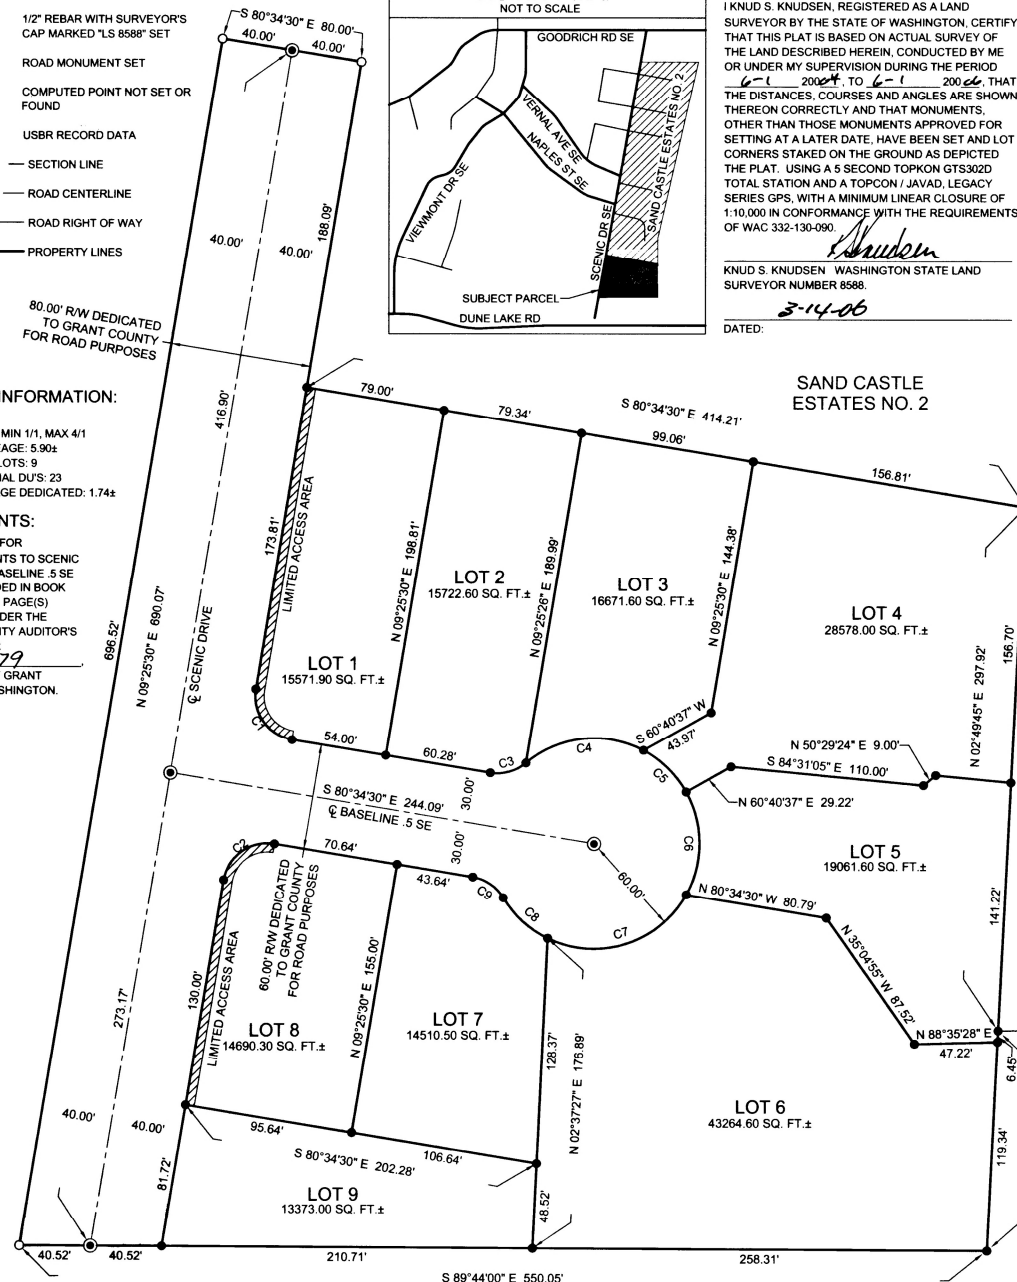 1/2" REBAR WITH SURVEYOR'S
CAP MARKED "LS 8588" SET
ROAD MONUMENT SET
COMPUTED POINT NOT SET OR
FOUND
USBR RECORD DATA
SECTION LINE
ROAD CENTERLINE
ROAD RIGHT OF WAY
PROPERTY LINES
S 80°34'30" E 80.00'
40.00'
40.00'
188.09'
40.00'
40.00'
80.00' R/W DEDICATED
TO GRANT COUNTY
FOR ROAD PURPOSES
NOT TO SCALE
GOODRICH RD SE
VERNAL AVE SE
NAPLES ST SE
VIEWMONT DR SE
SCENIC DR SE
SAND CASTLE ESTATES NO. 2
SUBJECT PARCEL
DUNE LAKE RD
I KNUD S. KNUDSEN, REGISTERED AS A LAND
SURVEYOR BY THE STATE OF WASHINGTON, CERTIFY
THAT THIS PLAT IS BASED ON ACTUAL SURVEY OF
THE LAND DESCRIBED HEREIN, CONDUCTED BY ME
OR UNDER MY SUPERVISION DURING THE PERIOD
6-1 2004, TO 6-1 2006, THAT
THE DISTANCES, COURSES AND ANGLES ARE SHOWN
THEREON CORRECTLY AND THAT MONUMENTS,
OTHER THAN THOSE MONUMENTS APPROVED FOR
SETTING AT A LATER DATE, HAVE BEEN SET AND LOT
CORNERS STAKED ON THE GROUND AS DEPICTED
THE PLAT. USING A 5 SECOND TOPKON GTS302D
TOTAL STATION AND A TOPCON / JAVAD, LEGACY
SERIES GPS, WITH A MINIMUM LINEAR CLOSURE OF
1:10,000 IN CONFORMANCE WITH THE REQUIREMENTS
OF WAC 332-130-090.
KNUD S. KNUDSEN WASHINGTON STATE LAND
SURVEYOR NUMBER 8588.
3-14-06
DATED:
INFORMATION:
MIN 1/1, MAX 4/1
AGE: 5.90±
LOTS: 9
IAL DU'S: 23
GE DEDICATED: 1.74±
NTS:
FOR
NTS TO SCENIC
ASELINE .5 SE
DED IN BOOK
PAGE(S)
DER THE
ITY AUDITOR'S
79
GRANT
SHINGTON.
SAND CASTLE
ESTATES NO. 2
79.00'
79.34'
S 80°34'30" E 414.21'
99.06'
156.81'
416.90'
696.52'
N 09°25'30" E 690.07'
℄ SCENIC DRIVE
173.81'
LIMITED ACCESS AREA
N 09°25'30" E 198.81'
N 09°25'26" E 189.99'
N 09°25'30" E 144.38'
LOT 1
15571.90 SQ. FT.±
LOT 2
15722.60 SQ. FT.±
LOT 3
16671.60 SQ. FT.±
LOT 4
28578.00 SQ. FT.±
156.70'
N 02°49'45" E 297.92'
C1
54.00'
60.28'
C3
C4
S 60°40'37" W
43.97'
C5
N 50°29'24" E 9.00'
S 84°31'05" E 110.00'
N 60°40'37" E 29.22'
S 80°34'30" E 244.09'
℄ BASELINE .5 SE
30.00'
30.00'
60.00'
C6
LOT 5
19061.60 SQ. FT.±
141.22'
C2
70.64'
43.64'
C9
C8
C7
N 80°34'30" W 80.79'
N 35°04'55" W 87.52'
60.00' R/W DEDICATED
TO GRANT COUNTY
FOR ROAD PURPOSES
130.00'
LIMITED ACCESS AREA
N 09°25'30" E 155.00'
LOT 8
14690.30 SQ. FT.±
LOT 7
14510.50 SQ. FT.±
128.37'
N 02°37'27" E 176.89'
N 88°35'28" E
47.22'
6.45'
LOT 6
43264.60 SQ. FT.±
119.34'
273.17'
40.00'
40.00'
81.72'
95.64'
106.64'
S 80°34'30" E 202.28'
LOT 9
13373.00 SQ. FT.±
48.52'
40.52'
40.52'
210.71'
258.31'
S 89°44'00" E 550.05'